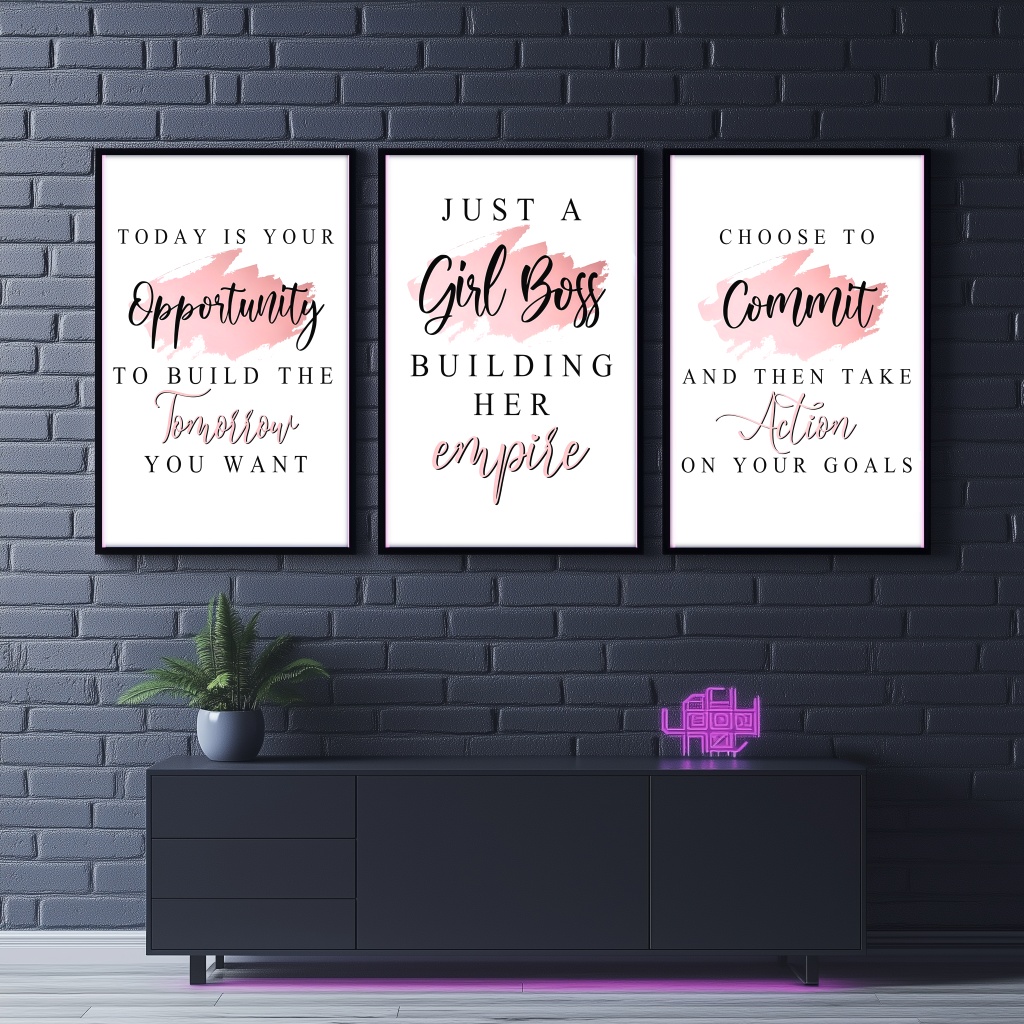 TODAY IS YOUR
Opportunity
TO BUILD THE
Tomorrow
YOU WANT
JUST A
Girl Boss
BUILDING
HER
empire
CHOOSE TO
Commit
AND THEN TAKE
Action
ON YOUR GOALS